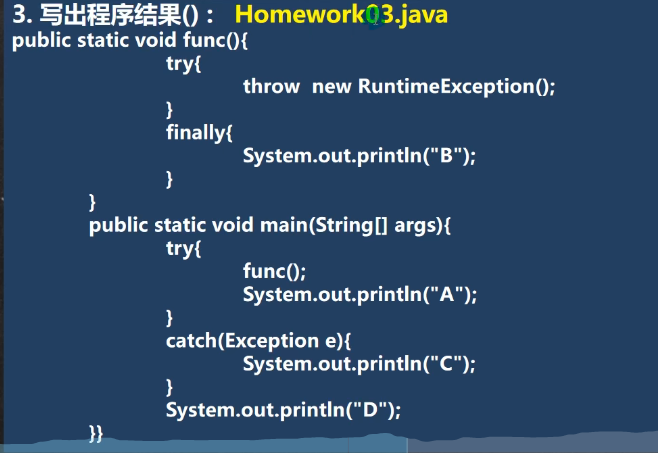 3. 写出程序结果() : Homework03.java
public static void func(){
try{
throw  new RuntimeException();
}
finally{
System.out.println("B");
}
}
public static void main(String[] args){
try{
func();
System.out.println("A");
}
catch(Exception e){
System.out.println("C");
}
System.out.println("D");
}}